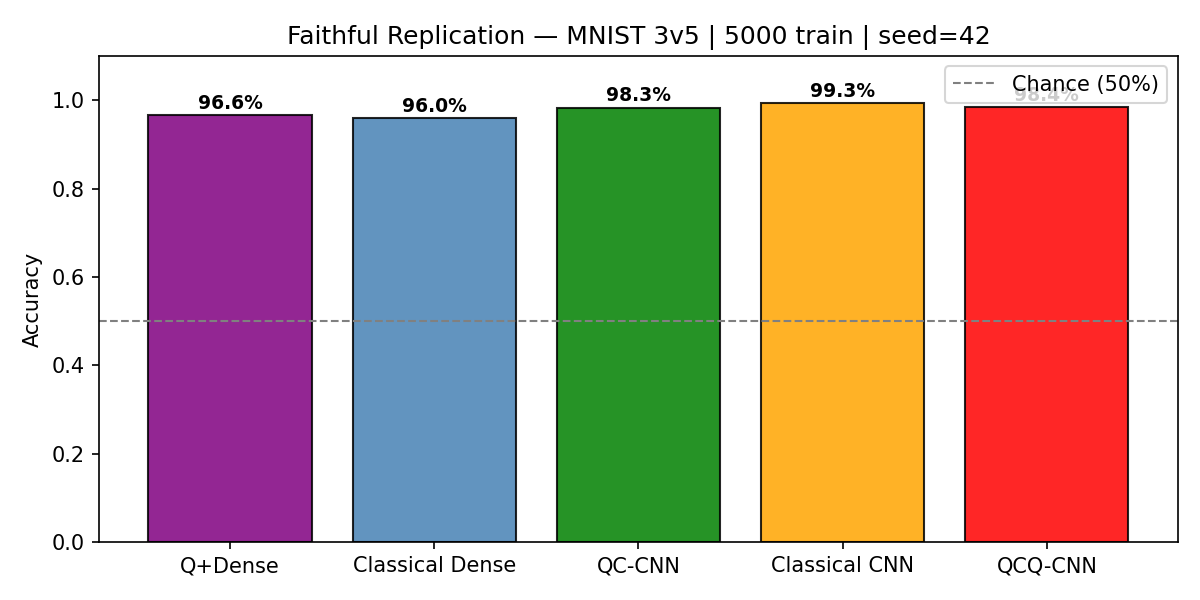 Faithful Replication — MNIST 3v5 | 5000 train | seed=42
Accuracy
1.0
0.8
0.6
0.4
0.2
0.0
96.6%
96.0%
98.3%
99.3%
98.4%
Chance (50%)
Q+Dense
Classical Dense
QC-CNN
Classical CNN
QCQ-CNN